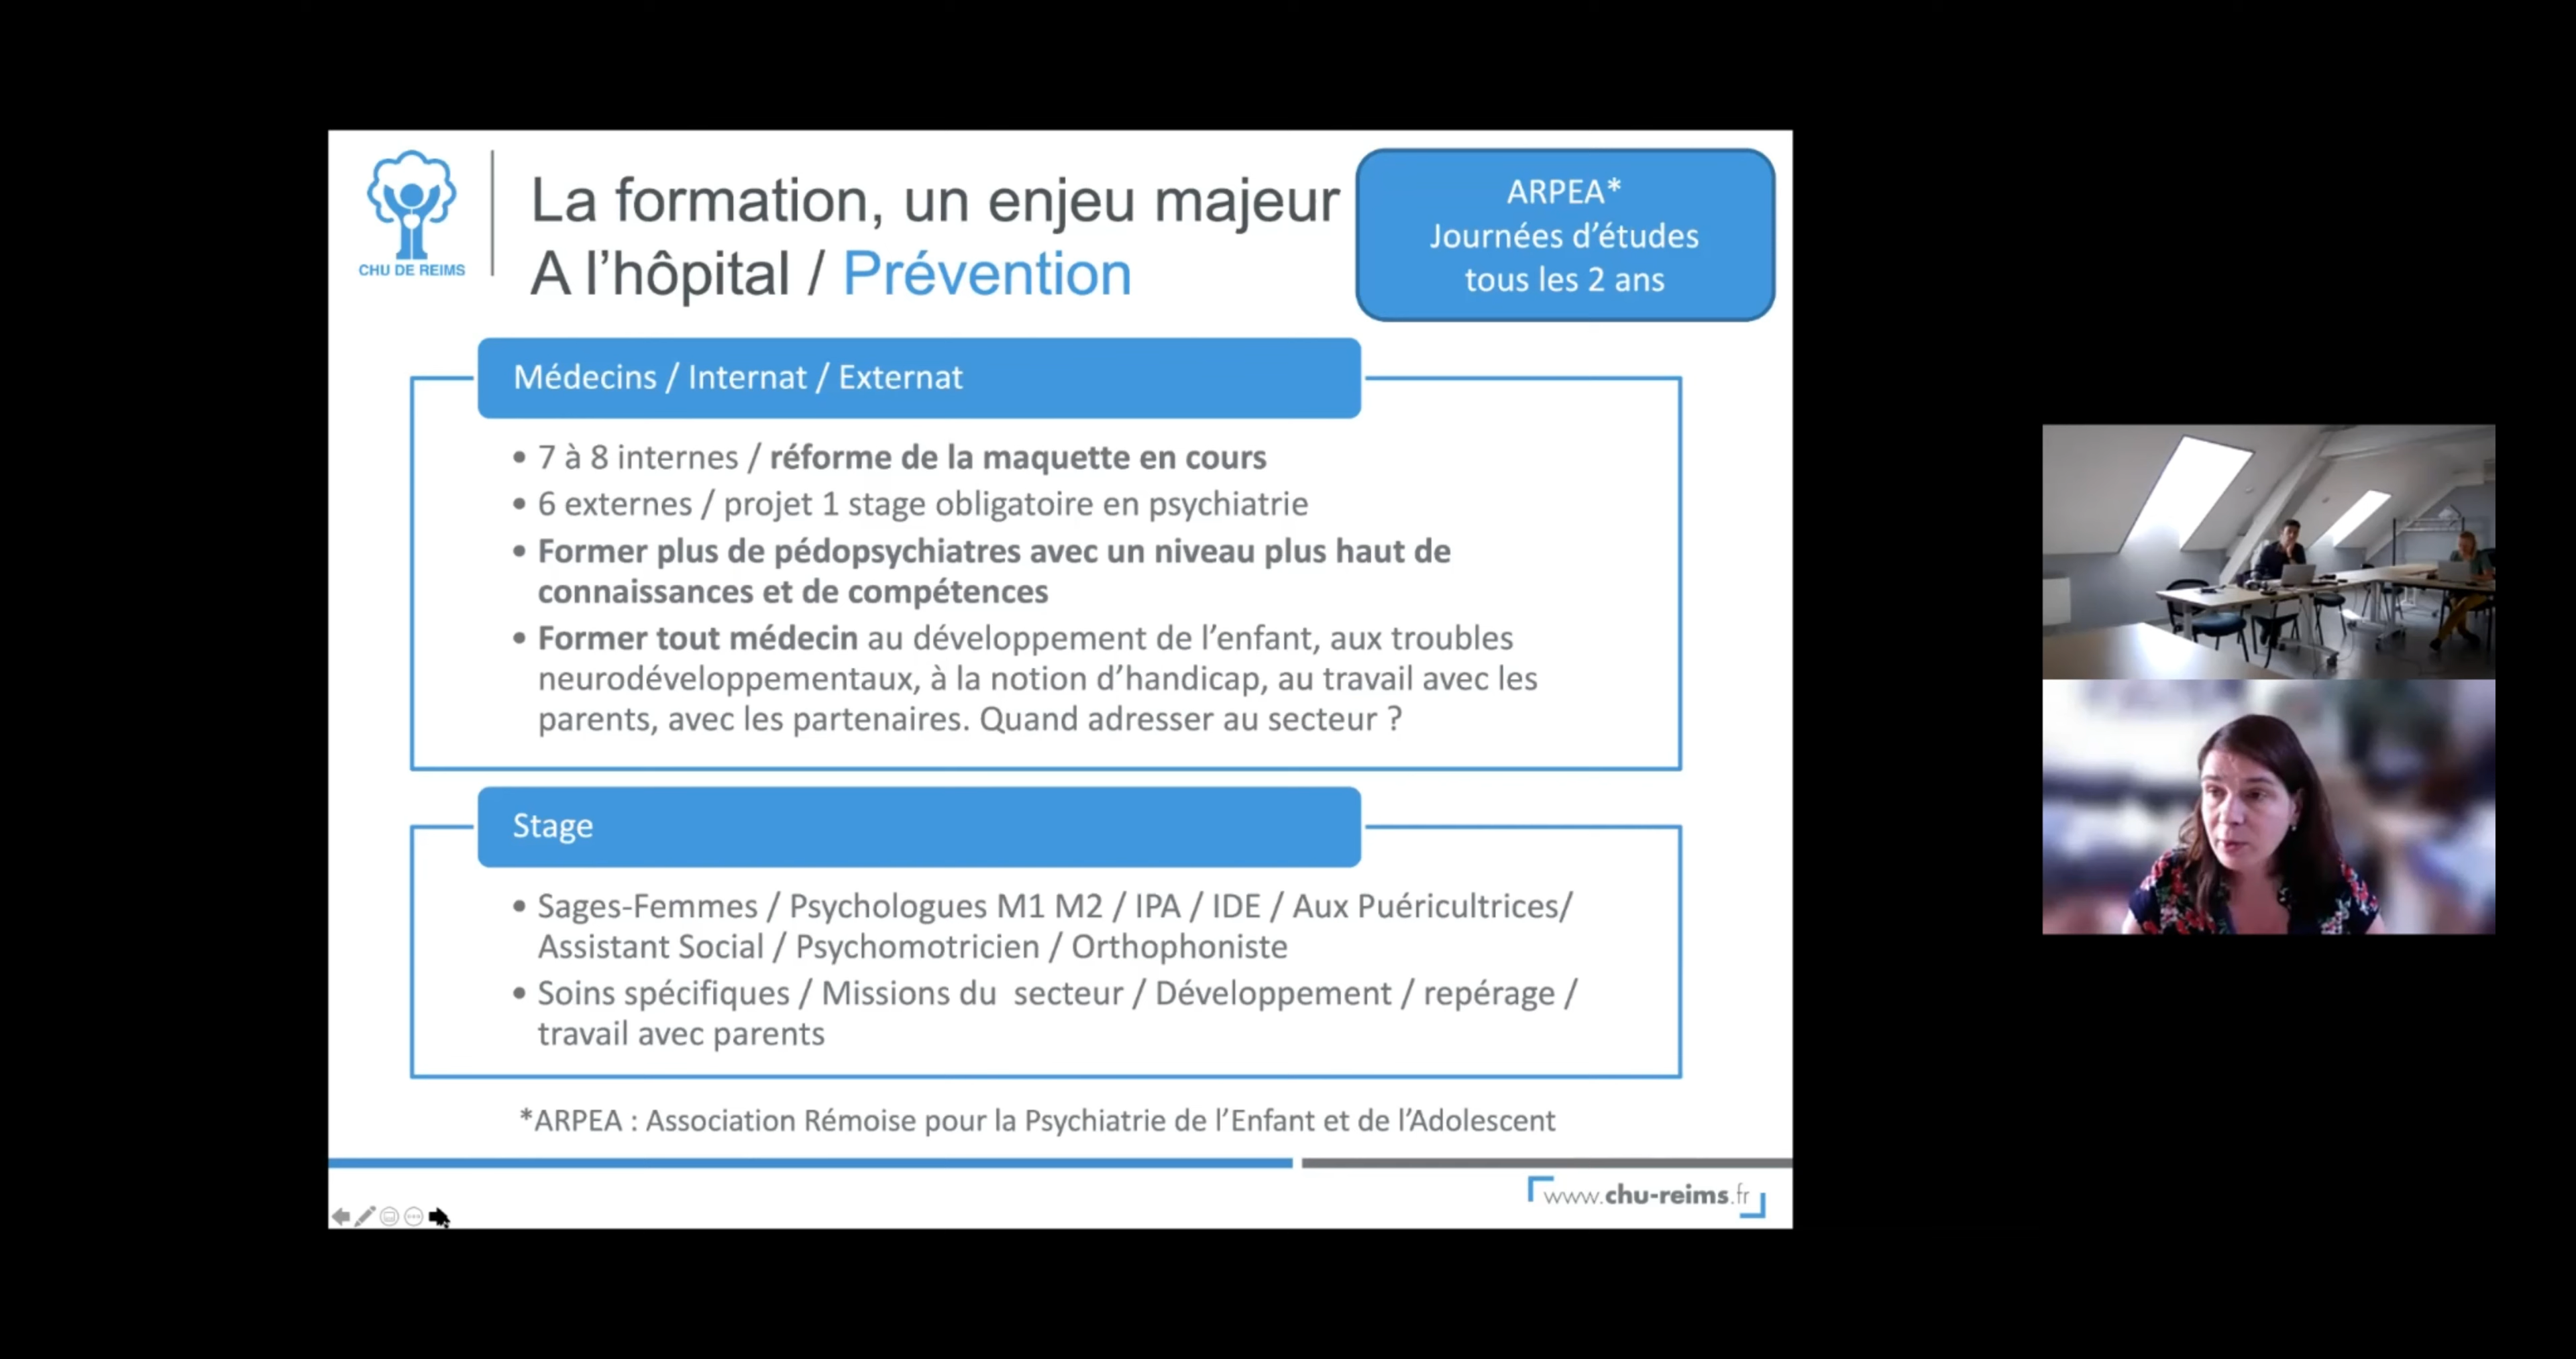 CHU DE REIMS
La formation, un enjeu majeur
A l’hôpital / Prévention
ARPEA*
Journées d’études
tous les 2 ans
Médecins / Internat / Externat
• 7 à 8 internes / réforme de la maquette en cours
• 6 externes / projet 1 stage obligatoire en psychiatrie
• Former plus de pédopsychiatres avec un niveau plus haut de
connaissances et de compétences
• Former tout médecin au développement de l’enfant, aux troubles
neurodéveloppementaux, à la notion d’handicap, au travail avec les
parents, avec les partenaires. Quand adresser au secteur ?
Stage
• Sages-Femmes / Psychologues M1 M2 / IPA / IDE / Aux Puéricultrices/
Assistant Social / Psychomotricien / Orthophoniste
• Soins spécifiques / Missions du  secteur / Développement / repérage /
travail avec parents
*ARPEA : Association Rémoise pour la Psychiatrie de l’Enfant et de l’Adolescent
www.chu-reims.fr